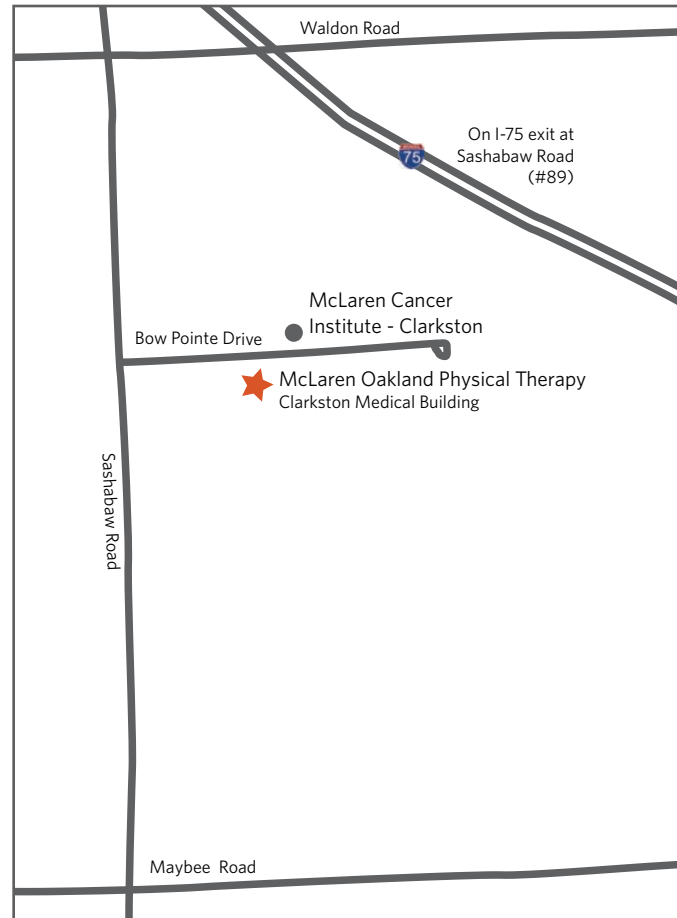 Waldon Road
On I-75 exit at
Sashabaw Road
(#89)
75
McLaren Cancer
Institute - Clarkston
Bow Pointe Drive
McLaren Oakland Physical Therapy
Clarkston Medical Building
Sashabaw Road
Maybee Road